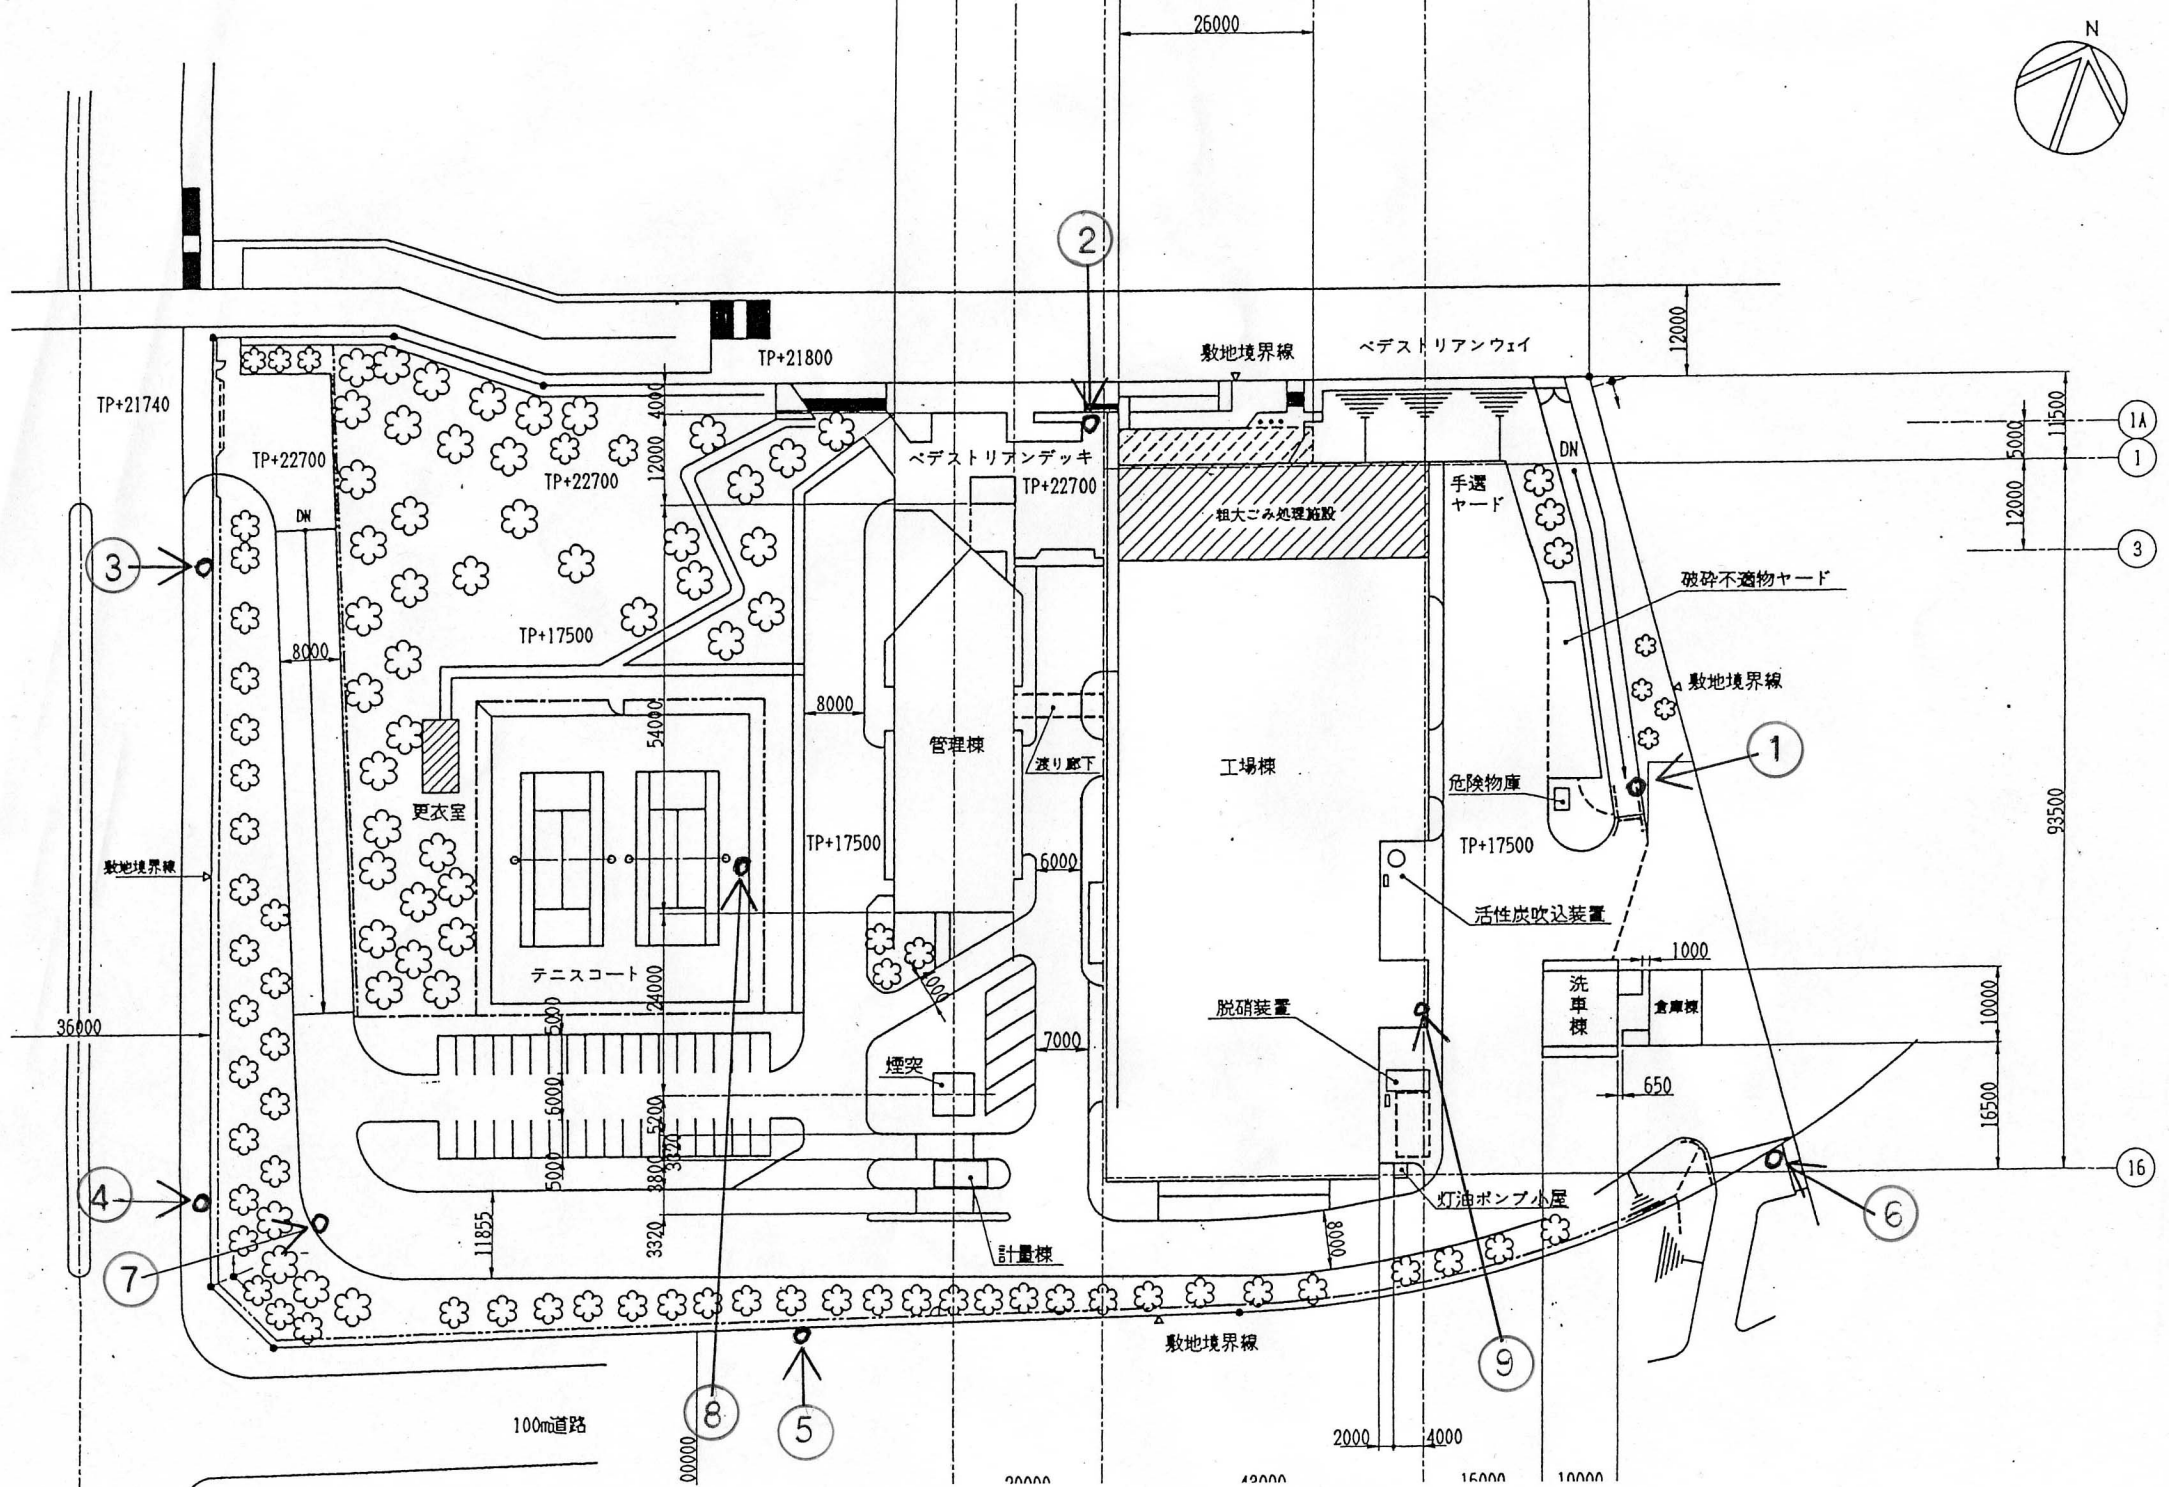 26000
N
②
12000
TP+21800
敷地境界線
ペデストリアンウェイ
TP+21740
4000
11500
1A
5000
1
TP+22700
TP+22700
12000
ペデストリアンデッキ
TP+22700
DN
手選
ヤード
粗大ごみ処理施設
12000
DN
3
③
破砕不適物ヤード
TP+17500
8000
敷地境界線
8000
54000
管理棟
渡り廊下
工場棟
①
危険物庫
更衣室
93500
TP+17500
TP+17500
敷地境界線
6000
活性炭吹込装置
1000
テニスコート
24000
洗車棟
倉庫棟
10000
36000
5000
脱硝装置
7000
煙突
650
6000
5200
3320
16500
5000
3800
16
④
灯油ポンプ小屋
⑥
11855
3320
8000
計量棟
⑦
敷地境界線
⑨
⑧
⑤
100m道路
2000
4000
16000
10000